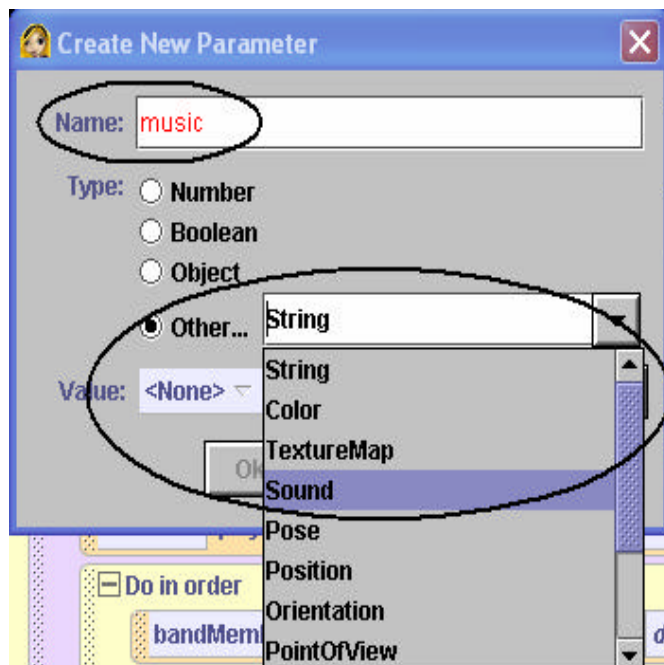 Create New Parameter
Name: music
Type: Number
Boolean
Object
Other... String
String
Value: <None>
Color
TextureMap
Sound
Pose
Position
Do in order
Orientation
PointOfView